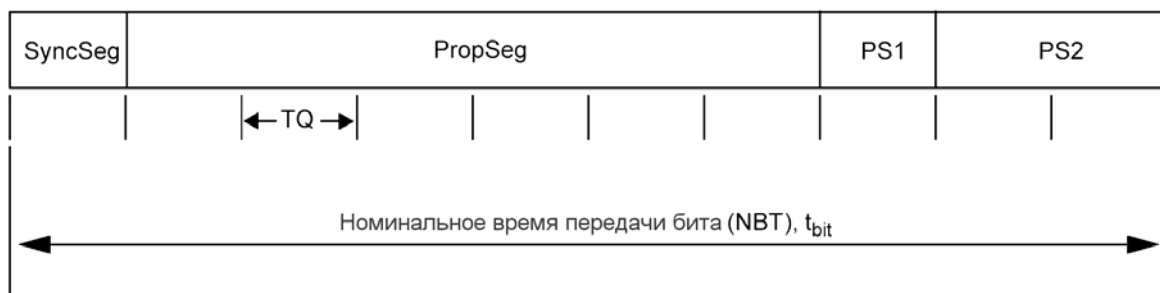 SyncSeg PropSeg PS1 PS2
TQ
Номинальное время передачи бита (NBT), tbit